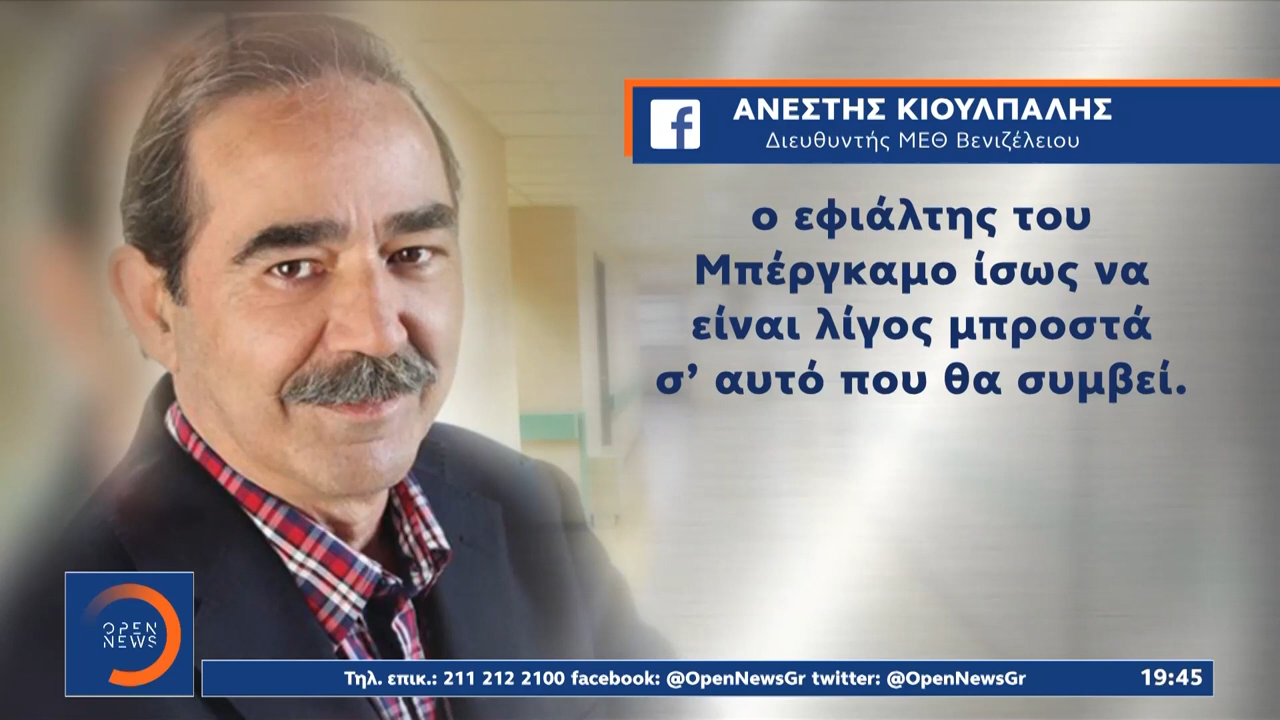 f
ΑΝΕΣΤΗΣ ΚΙΟΥΛΠΑΛΗΣ
Διευθυντής ΜΕΘ Βενιζέλειου
ο εφιάλτης του
Μπέργκαμο ίσως να
είναι λίγος μπροστά
σ’ αυτό που θα συμβεί.
OPEN
NEWS
Τηλ. επικ.: 211 212 2100 facebook: @OpenNewsGr twitter: @OpenNewsGr
19:45